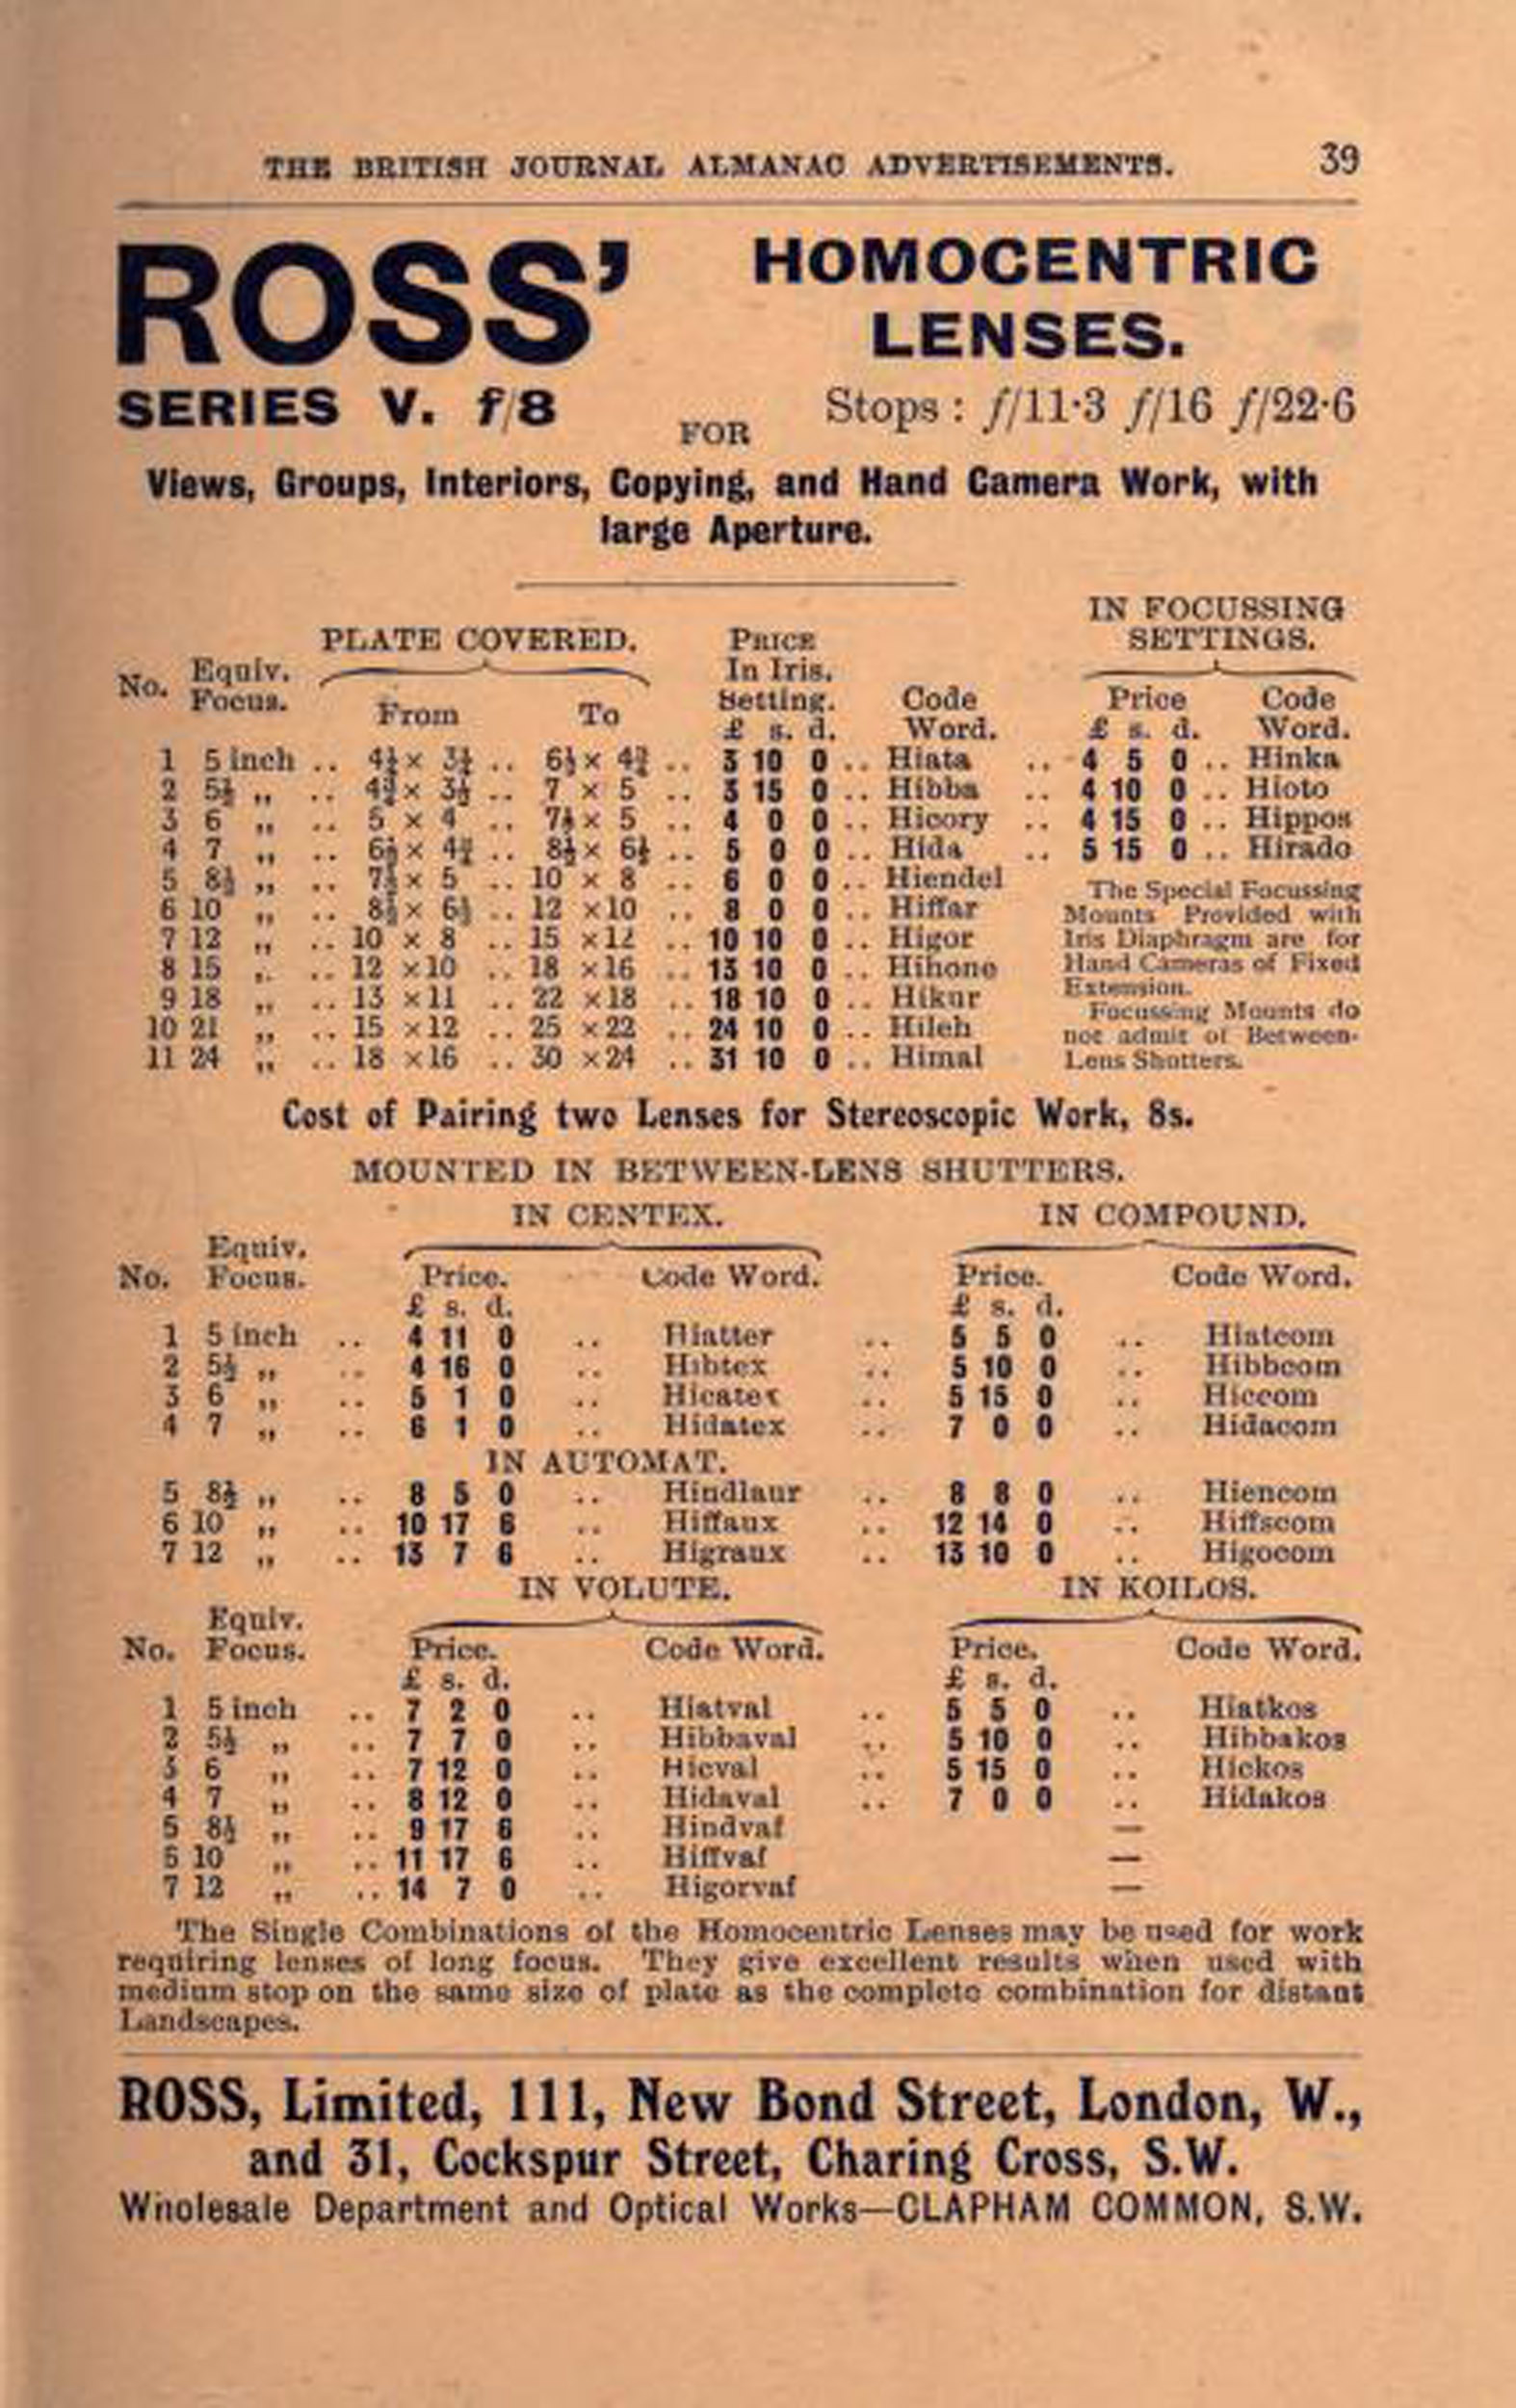 THE BRITISH JOURNAL ALMANAC ADVERTISEMENTS. 39
ROSS' HOMOCENTRIC
LENSES.
SERIES V. f/8 FOR Stops : f/11·3 f/16 f/22·6
Views, Groups, Interiors, Copying, and Hand Camera Work, with
large Aperture.
No. Equiv. Focus. PLATE COVERED. From To PRICE In Iris. Setting. £ s. d. Code Word. IN FOCUSSING SETTINGS. Price £ s. d. Code Word.
1 5 inch .. 4¼ × 3¼ .. 6½ × 4¾ .. 3 10 0 .. Hiata .. 4 5 0 .. Hinka
2 5½ „ .. 4¾ × 3½ .. 7 × 5 .. 3 15 0 .. Hibba .. 4 10 0 .. Hioto
3 6 „ .. 5 × 4 .. 7½ × 5 .. 4 0 0 .. Hicory .. 4 15 0 .. Hippos
4 7 „ .. 6½ × 4¾ .. 8½ × 6½ .. 5 0 0 .. Hida .. 5 15 0 .. Hirado
5 8½ „ .. 7½ × 5 .. 10 × 8 .. 6 0 0 .. Hiendel
6 10 „ .. 8½ × 6½ .. 12 ×10 .. 8 0 0 .. Hiffar
7 12 „ .. 10 × 8 .. 15 ×12 .. 10 10 0 .. Higor
8 15 „ .. 12 ×10 .. 18 ×16 .. 13 10 0 .. Hihone
9 18 „ .. 13 ×11 .. 22 ×18 .. 18 10 0 .. Hikur
10 21 „ .. 15 ×12 .. 25 ×22 .. 24 10 0 .. Hileh
11 24 „ .. 18 ×16 .. 30 ×24 .. 31 10 0 .. Himal
The Special Focussing
Mounts Provided with
Iris Diaphragm are for
Hand Cameras of Fixed
Extension.
Focussing Mounts do
not admit of Between-
Lens Shutters.
Cost of Pairing two Lenses for Stereoscopic Work, 8s.
MOUNTED IN BETWEEN-LENS SHUTTERS.
IN CENTEX. IN COMPOUND.
Equiv.
No. Focus. Price. Code Word. Price. Code Word.
£ s. d. £ s. d.
1 5 inch .. 4 11 0 .. Hiatter .. 5 5 0 .. Hiatcom
2 5½ „ .. 4 16 0 .. Hibtex .. 5 10 0 .. Hibbcom
3 6 „ .. 5 1 0 .. Hicatex .. 5 15 0 .. Hiccom
4 7 „ .. 6 1 0 .. Hidatex .. 7 0 0 .. Hidacom
IN AUTOMAT.
5 8½ „ .. 8 5 0 .. Hindlaur .. 8 8 0 .. Hiencom
6 10 „ .. 10 17 6 .. Hiffaux .. 12 14 0 .. Hiffscom
7 12 „ .. 13 7 6 .. Higraux .. 13 10 0 .. Higocom
IN VOLUTE. IN KOILOS.
Equiv.
No. Focus. Price. Code Word. Price. Code Word.
£ s. d. £ s. d.
1 5 inch .. 7 2 0 .. Hiatval .. 5 5 0 .. Hiatkos
2 5½ „ .. 7 7 0 .. Hibbaval .. 5 10 0 .. Hibbakos
3 6 „ .. 7 12 0 .. Hicval .. 5 15 0 .. Hickos
4 7 „ .. 8 12 0 .. Hidaval .. 7 0 0 .. Hidakos
5 8½ „ .. 9 17 6 .. Hindvaf —
6 10 „ .. 11 17 6 .. Hiffvaf —
7 12 „ .. 14 7 0 .. Higorvaf —
The Single Combinations of the Homocentric Lenses may be used for work
requiring lenses of long focus. They give excellent results when used with
medium stop on the same size of plate as the complete combination for distant
Landscapes.
ROSS, Limited, 111, New Bond Street, London, W.,
and 31, Cockspur Street, Charing Cross, S.W.
Wholesale Department and Optical Works—CLAPHAM COMMON, S.W.